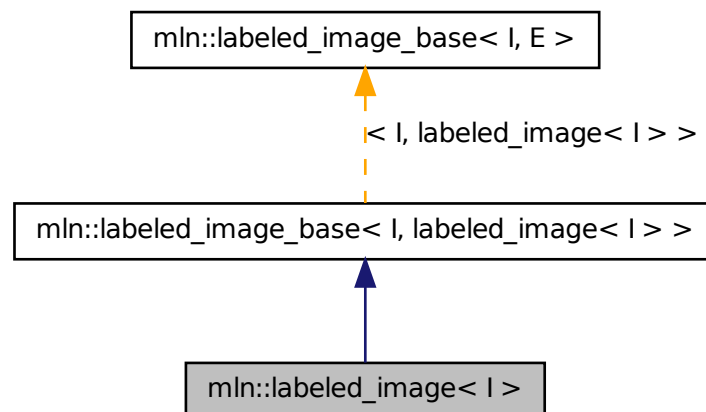 mln::labeled_image_base< I, E >
< I, labeled_image< I > >
mln::labeled_image_base< I, labeled_image< I > >
mln::labeled_image< I >